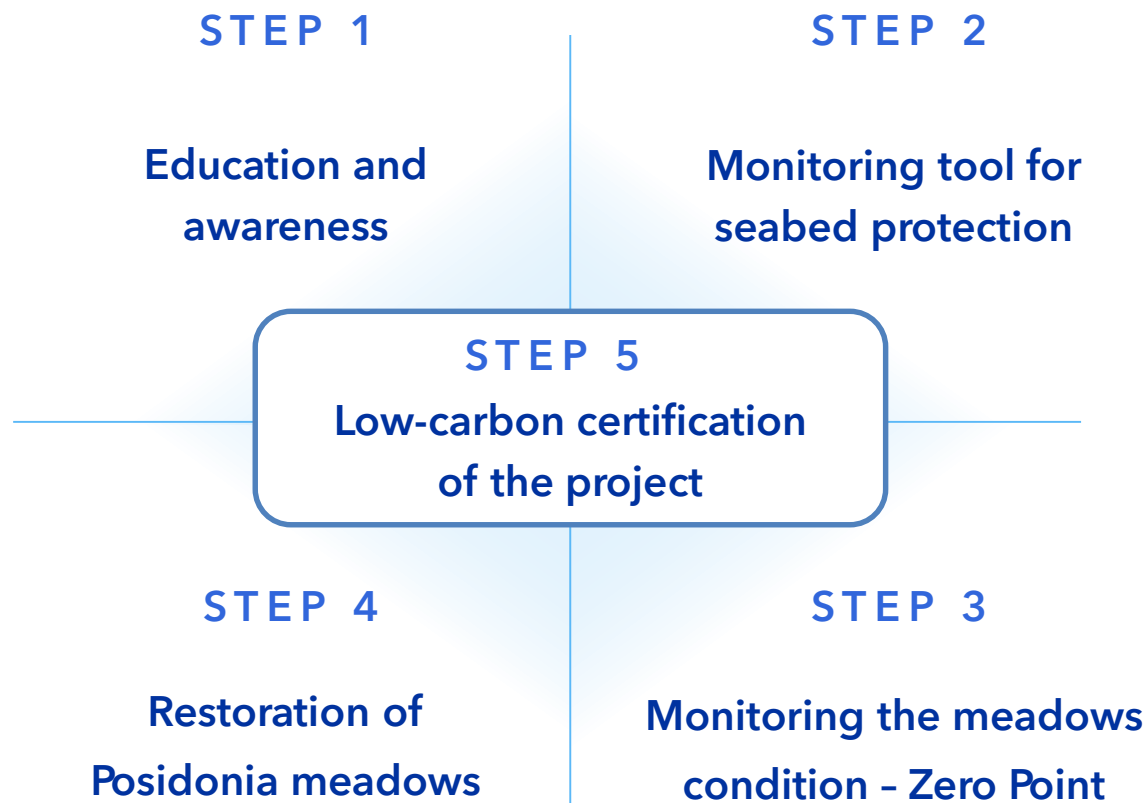 STEP 1
Education and
awareness
STEP 2
Monitoring tool for
seabed protection
STEP 5
Low-carbon certification
of the project
STEP 4
Restoration of
Posidonia meadows
STEP 3
Monitoring the meadows
condition – Zero Point